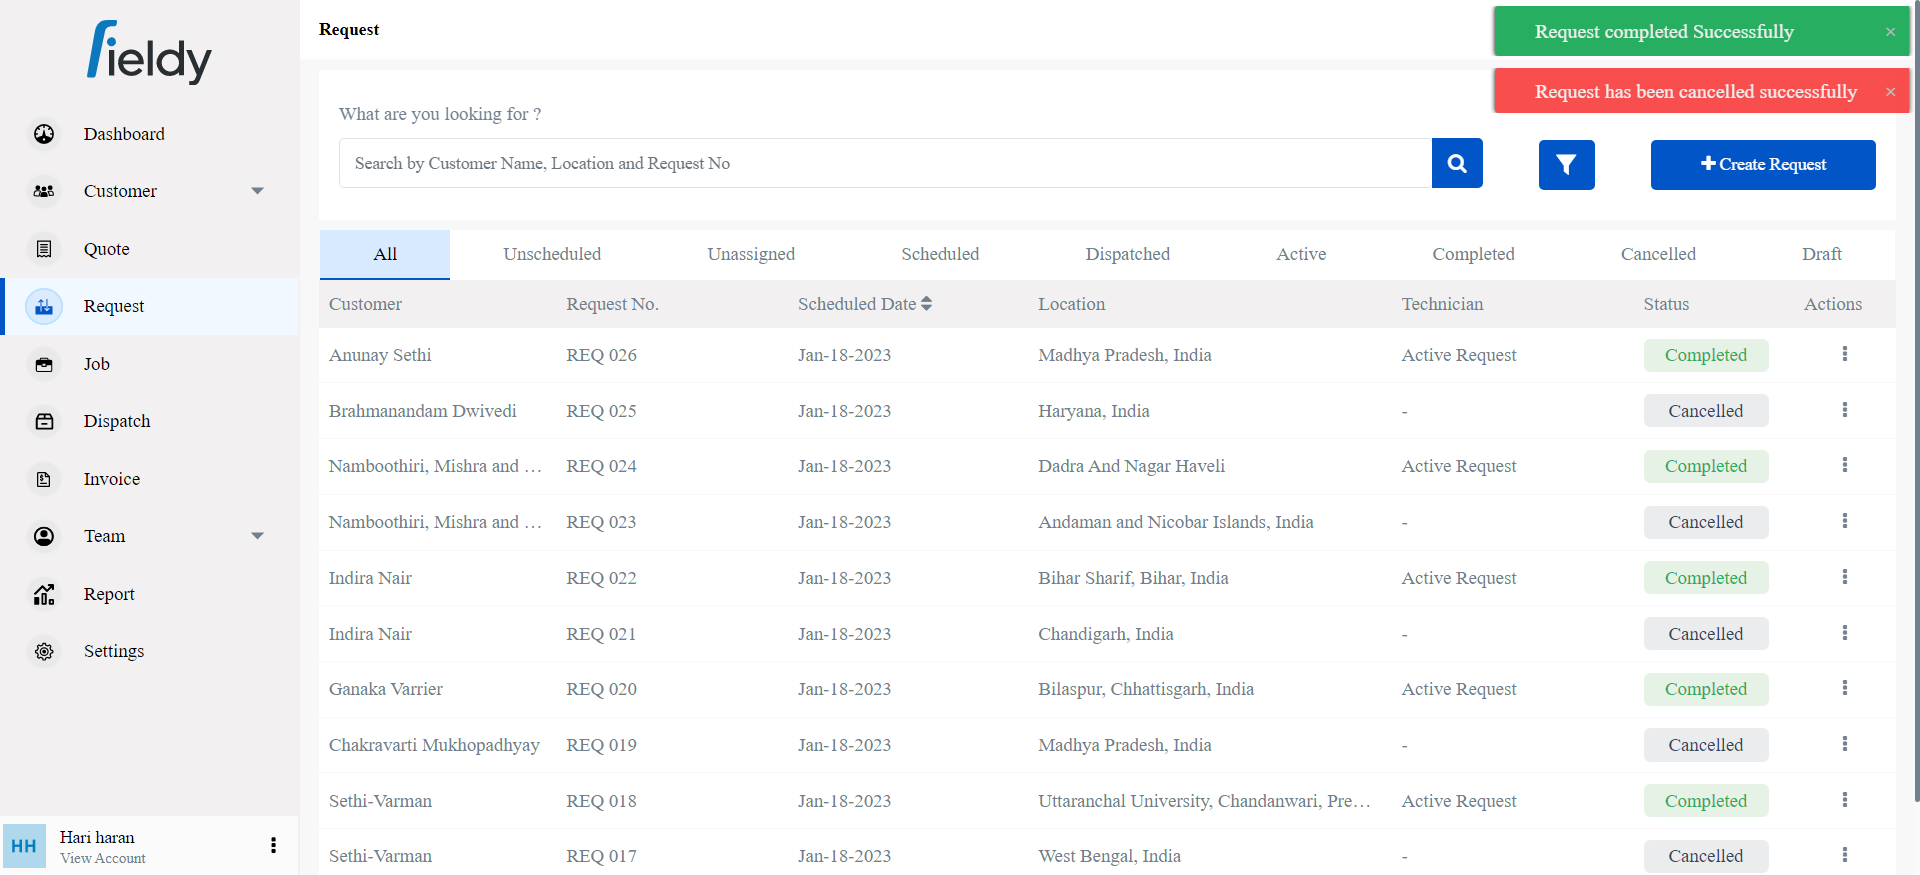 fieldy
Dashboard
Customer
Quote
Request
Job
Dispatch
Invoice
Team
Report
Settings
HH
Hari haran
View Account
Request
Request completed Successfully ×
Request has been cancelled successfully ×
What are you looking for ?
Search by Customer Name, Location and Request No
Create Request
All Unscheduled Unassigned Scheduled Dispatched Active Completed Cancelled Draft
Customer Request No. Scheduled Date Location Technician Status Actions
Anunay Sethi REQ 026 Jan-18-2023 Madhya Pradesh, India Active Request Completed
Brahmanandam Dwivedi REQ 025 Jan-18-2023 Haryana, India - Cancelled
Namboothiri, Mishra and ... REQ 024 Jan-18-2023 Dadra And Nagar Haveli Active Request Completed
Namboothiri, Mishra and ... REQ 023 Jan-18-2023 Andaman and Nicobar Islands, India - Cancelled
Indira Nair REQ 022 Jan-18-2023 Bihar Sharif, Bihar, India Active Request Completed
Indira Nair REQ 021 Jan-18-2023 Chandigarh, India - Cancelled
Ganaka Varrier REQ 020 Jan-18-2023 Bilaspur, Chhattisgarh, India Active Request Completed
Chakravarti Mukhopadhyay REQ 019 Jan-18-2023 Madhya Pradesh, India - Cancelled
Sethi-Varman REQ 018 Jan-18-2023 Uttaranchal University, Chandanwari, Pre... Active Request Completed
Sethi-Varman REQ 017 Jan-18-2023 West Bengal, India - Cancelled